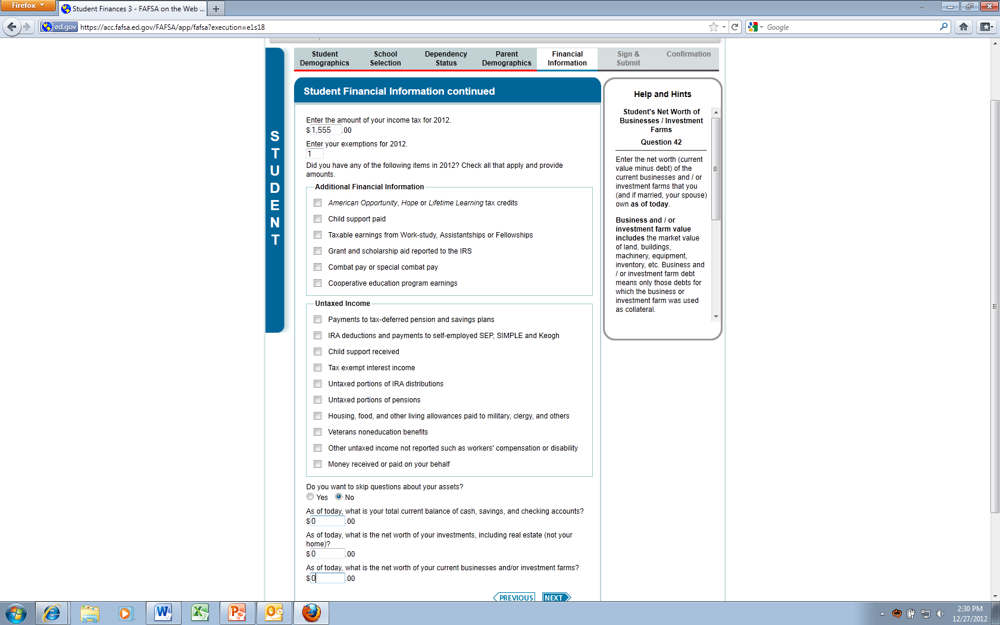 Firefox
Student Finances 3 - FAFSA on the Web ...
ed.gov https://acc.fafsa.ed.gov/FAFSA/app/fafsa?execution=e1s18
Google
Student Demographics
School Selection
Dependency Status
Parent Demographics
Financial Information
Sign & Submit
Confirmation
STUDENT
Student Financial Information continued
Enter the amount of your income tax for 2012.
$ 1,555 .00
Enter your exemptions for 2012.
1
Did you have any of the following items in 2012? Check all that apply and provide
amounts.
Additional Financial Information
American Opportunity, Hope or Lifetime Learning tax credits
Child support paid
Taxable earnings from Work-study, Assistantships or Fellowships
Grant and scholarship aid reported to the IRS
Combat pay or special combat pay
Cooperative education program earnings
Untaxed Income
Payments to tax-deferred pension and savings plans
IRA deductions and payments to self-employed SEP, SIMPLE and Keogh
Child support received
Tax exempt interest income
Untaxed portions of IRA distributions
Untaxed portions of pensions
Housing, food, and other living allowances paid to military, clergy, and others
Veterans noneducation benefits
Other untaxed income not reported such as workers' compensation or disability
Money received or paid on your behalf
Do you want to skip questions about your assets?
Yes No
As of today, what is your total current balance of cash, savings, and checking accounts?
$ 0 .00
As of today, what is the net worth of your investments, including real estate (not your
home)?
$ 0 .00
As of today, what is the net worth of your current businesses and/or investment farms?
$ 0 .00
PREVIOUS NEXT
Help and Hints
Student's Net Worth of
Businesses / Investment
Farms
Question 42
Enter the net worth (current
value minus debt) of the
current businesses and / or
investment farms that you
(and if married, your spouse)
own as of today.
Business and / or
investment farm value
includes the market value
of land, buildings,
machinery, equipment,
inventory, etc. Business and
/ or investment farm debt
means only those debts for
which the business or
investment farm was used
as collateral.
2:30 PM
12/27/2012